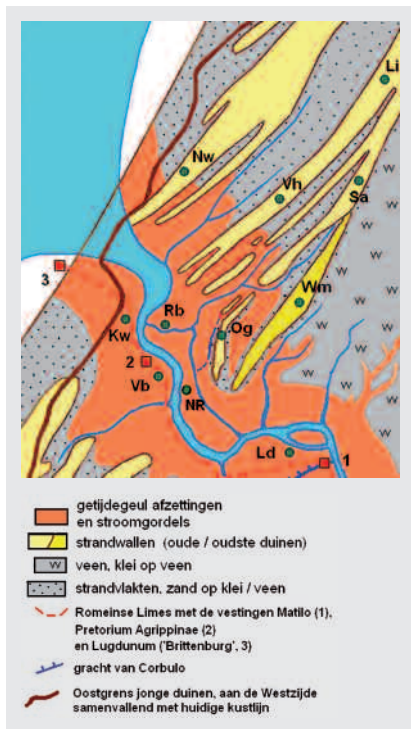 Li
Nw
Vh
Sa
Wm
3
Rb
Og
Kw
2
Vb
NR
Ld
1
w w w w w w w w w w w
getijdegeul afzettingen
en stroomgordels
strandwallen (oude / oudste duinen)
w
veen, klei op veen
strandvlakten, zand op klei / veen
Romeinse Limes met de vestingen Matilo (1),
Pretorium Agrippinae (2)
en Lugdunum ('Brittenburg', 3)
gracht van Corbulo
Oostgrens jonge duinen, aan de Westzijde
samenvallend met huidige kustlijn